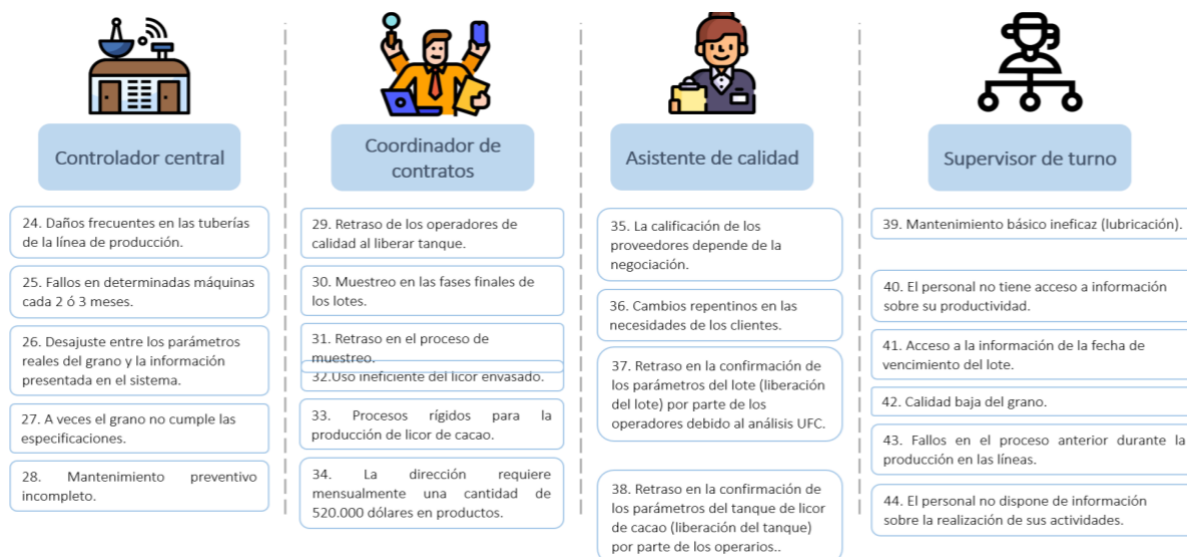 Controlador central
24. Daños frecuentes en las tuberías
de la línea de producción.
25. Fallos en determinadas máquinas
cada 2 ó 3 meses.
26. Desajuste entre los parámetros
reales del grano y la información
presentada en el sistema.
27. A veces el grano no cumple las
especificaciones.
28. Mantenimiento preventivo
incompleto.
Coordinador de
contratos
29. Retraso de los operadores de
calidad al liberar tanque.
30. Muestreo en las fases finales de
los lotes.
31. Retraso en el proceso de
muestreo.
32.Uso ineficiente del licor envasado.
33. Procesos rígidos para la
producción de licor de cacao.
34. La dirección requiere
mensualmente una cantidad de
520.000 dólares en productos.
Asistente de calidad
35. La calificación de los
proveedores depende de la
negociación.
36. Cambios repentinos en las
necesidades de los clientes.
37. Retraso en la confirmación de
los parámetros del lote (liberación
del lote) por parte de los
operadores debido al análisis UFC.
38. Retraso en la confirmación de
los parámetros del tanque de licor
de cacao (liberación del tanque)
por parte de los operarios..
Supervisor de turno
39. Mantenimiento básico ineficaz (lubricación).
40. El personal no tiene acceso a información
sobre su productividad.
41. Acceso a la información de la fecha de
vencimiento del lote.
42. Calidad baja del grano.
43. Fallos en el proceso anterior durante la
producción en las líneas.
44. El personal no dispone de información
sobre la realización de sus actividades.